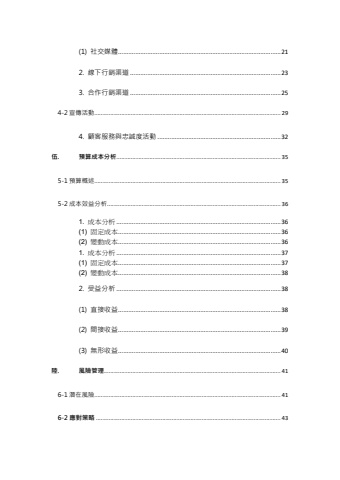 (1) 社交媒體........21
2. 線下行銷渠道........23
3. 合作行銷渠道........25
4-2 宣傳活動........29
4. 顧客服務與忠誠度活動........32
伍. 預算成本分析........35
5-1 預算概述........35
5-2 成本效益分析........36
1. 成本分析........36
(1) 固定成本........36
(2) 變動成本........36
1. 成本分析........37
(1) 固定成本........37
(2) 變動成本........38
2. 受益分析........38
(1) 直接收益........38
(2) 間接收益........39
(3) 無形收益........40
陸. 風險管理........41
6-1 潛在風險........41
6-2 應對策略........43